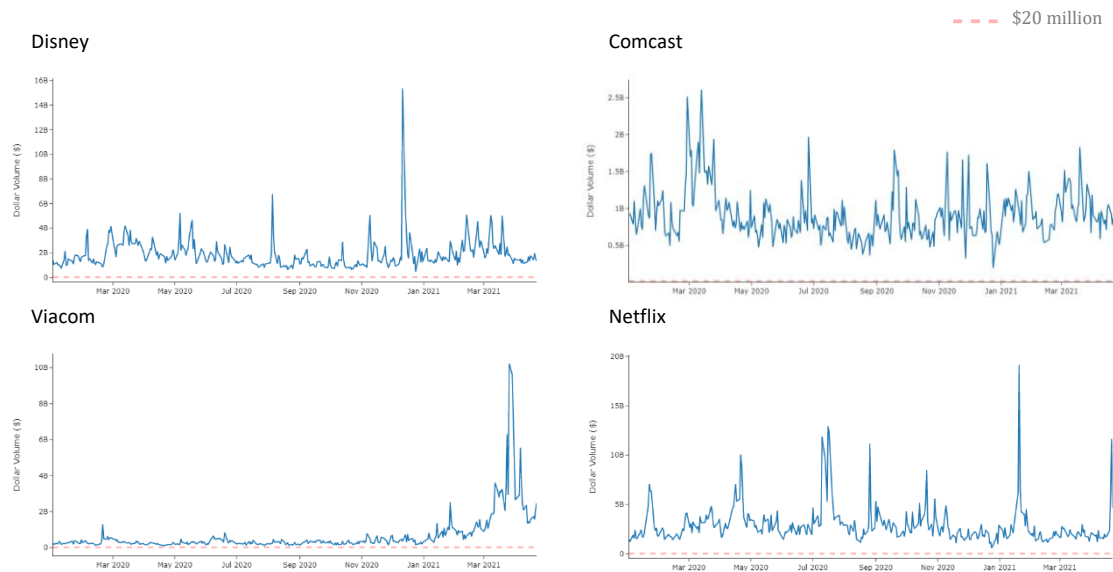 $20 million
Disney
Comcast
Dollar Volume ($)
16B
14B
12B
10B
8B
6B
4B
2B
0
Mar 2020 May 2020 Jul 2020 Sep 2020 Nov 2020 Jan 2021 Mar 2021
Dollar Volume ($)
2.5B
2B
1.5B
1B
0.5B
Mar 2020 May 2020 Jul 2020 Sep 2020 Nov 2020 Jan 2021 Mar 2021
Viacom
Netflix
Dollar Volume ($)
10B
8B
6B
4B
2B
0
Mar 2020 May 2020 Jul 2020 Sep 2020 Nov 2020 Jan 2021 Mar 2021
Dollar Volume ($)
20B
15B
10B
5B
0
Mar 2020 May 2020 Jul 2020 Sep 2020 Nov 2020 Jan 2021 Mar 2021